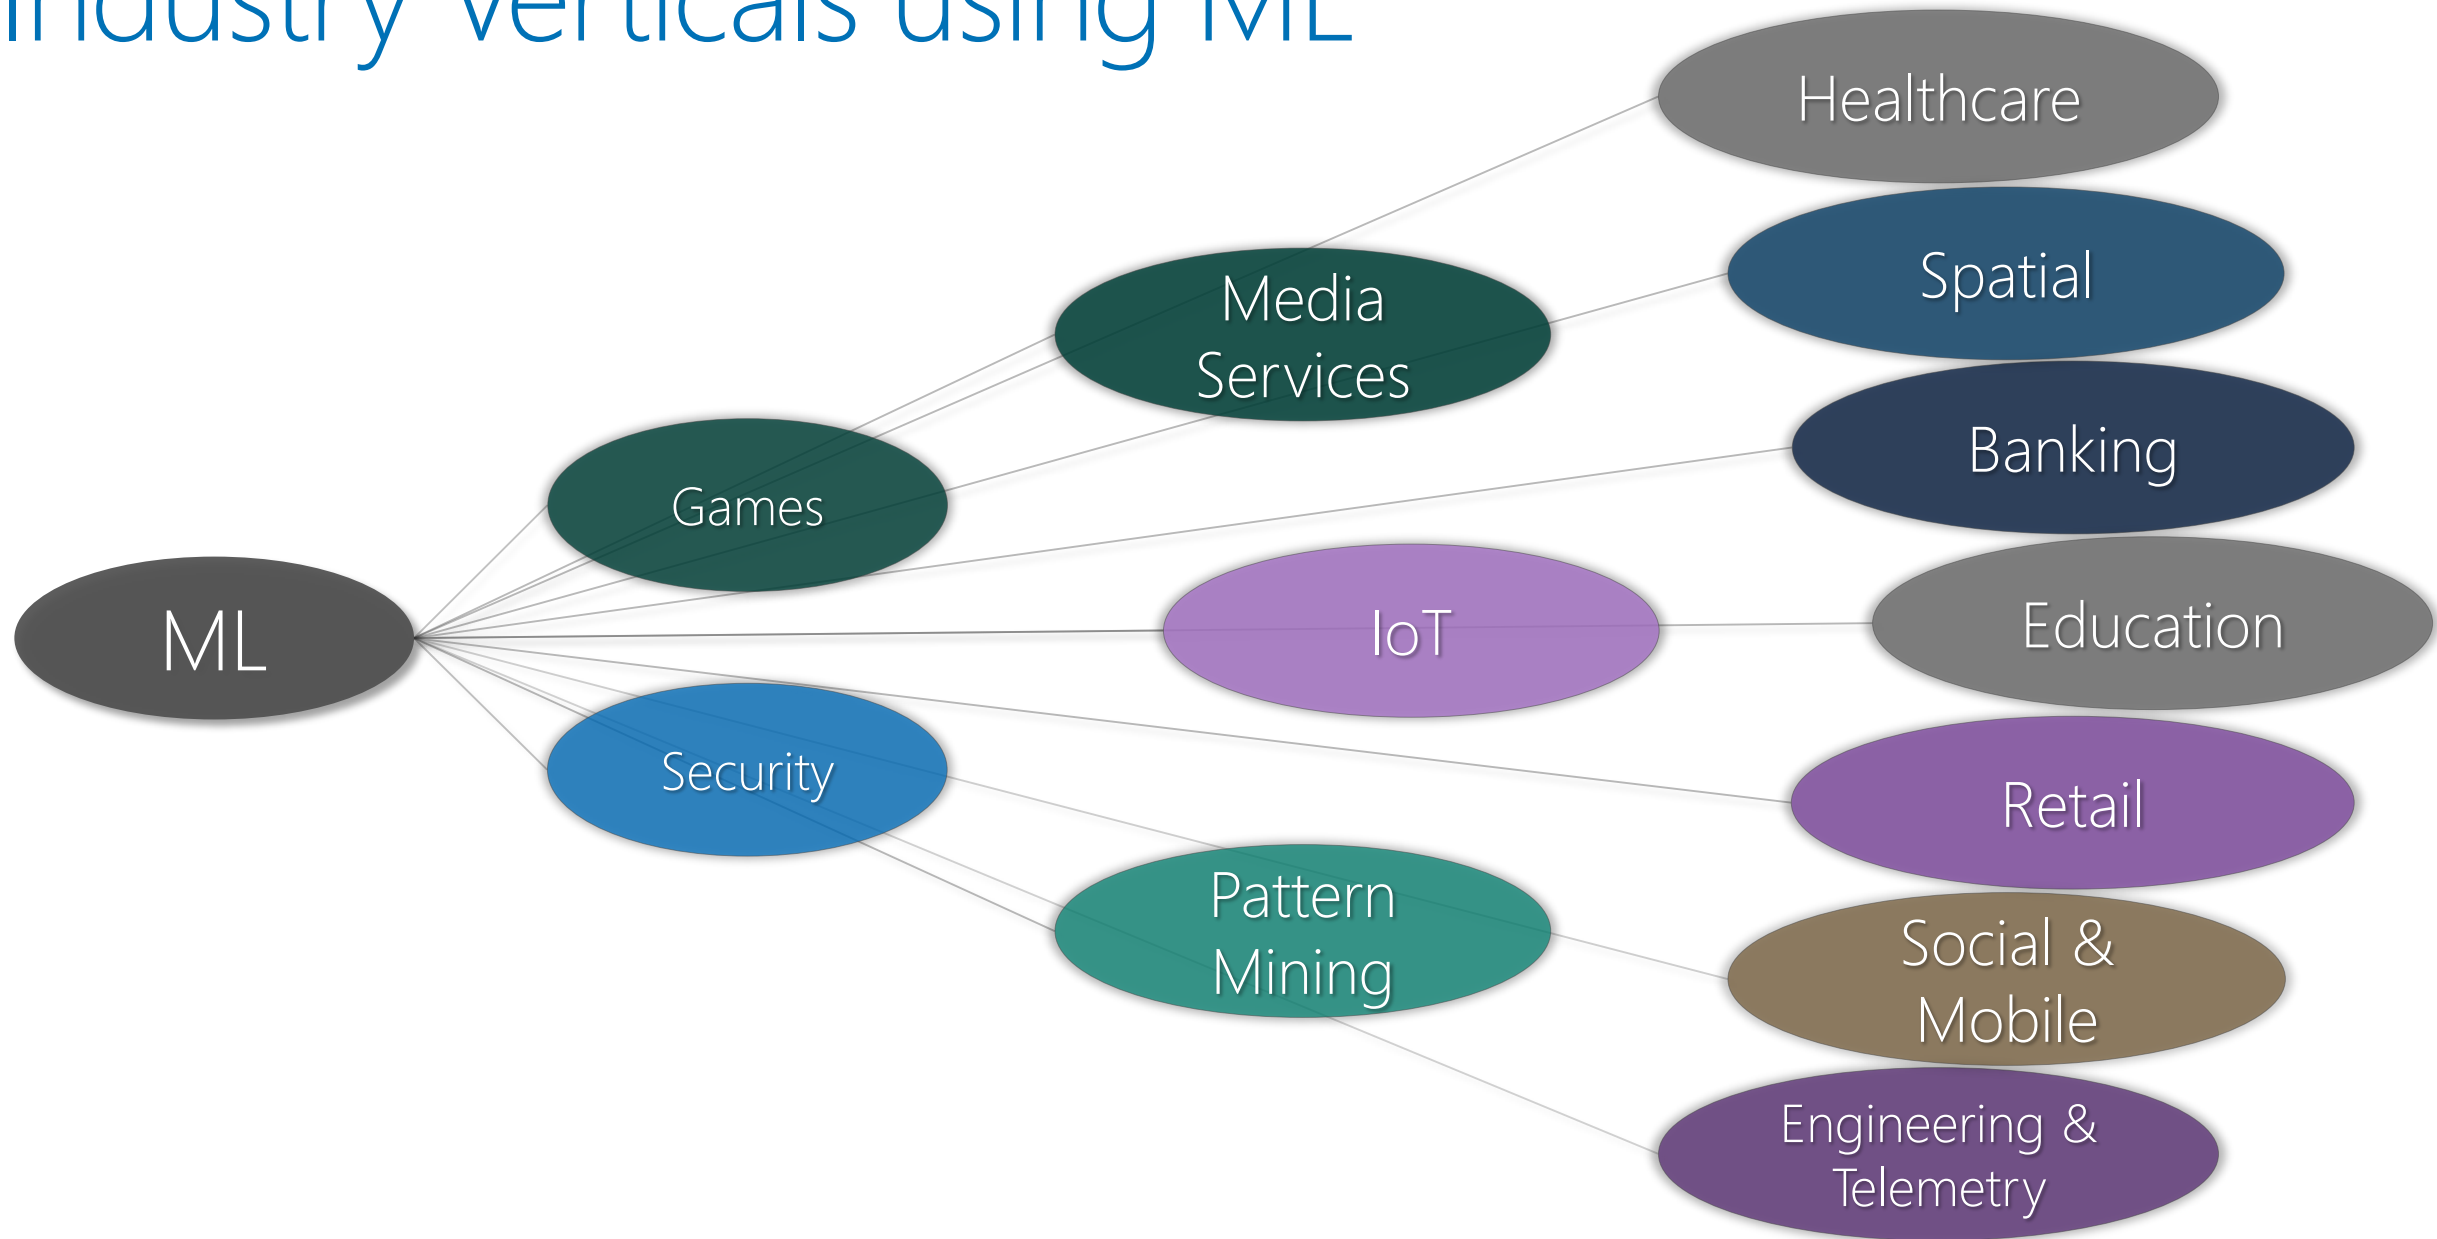 Industry Verticals using ML
Healthcare
Spatial
Media
Services
Banking
Games
IoT
Education
ML
Security
Retail
Pattern
Mining
Social &
Mobile
Engineering &
Telemetry